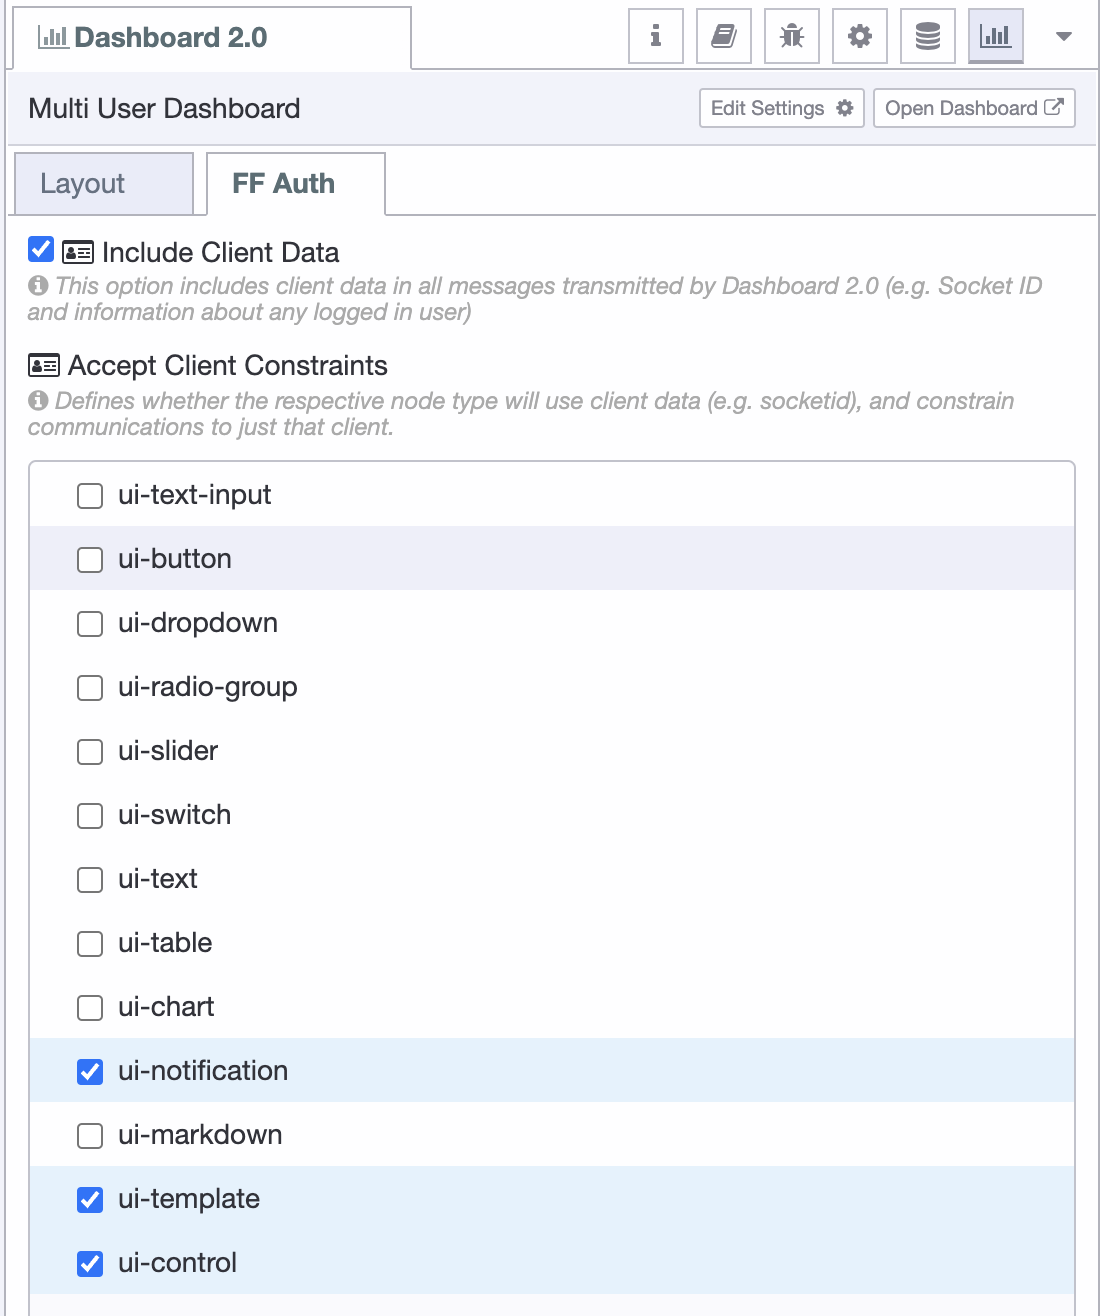 Dashboard 2.0
Multi User Dashboard
Edit Settings
Open Dashboard
Layout
FF Auth
Include Client Data
This option includes client data in all messages transmitted by Dashboard 2.0 (e.g. Socket ID
and information about any logged in user)
Accept Client Constraints
Defines whether the respective node type will use client data (e.g. socketid), and constrain
communications to just that client.
ui-text-input
ui-button
ui-dropdown
ui-radio-group
ui-slider
ui-switch
ui-text
ui-table
ui-chart
ui-notification
ui-markdown
ui-template
ui-control